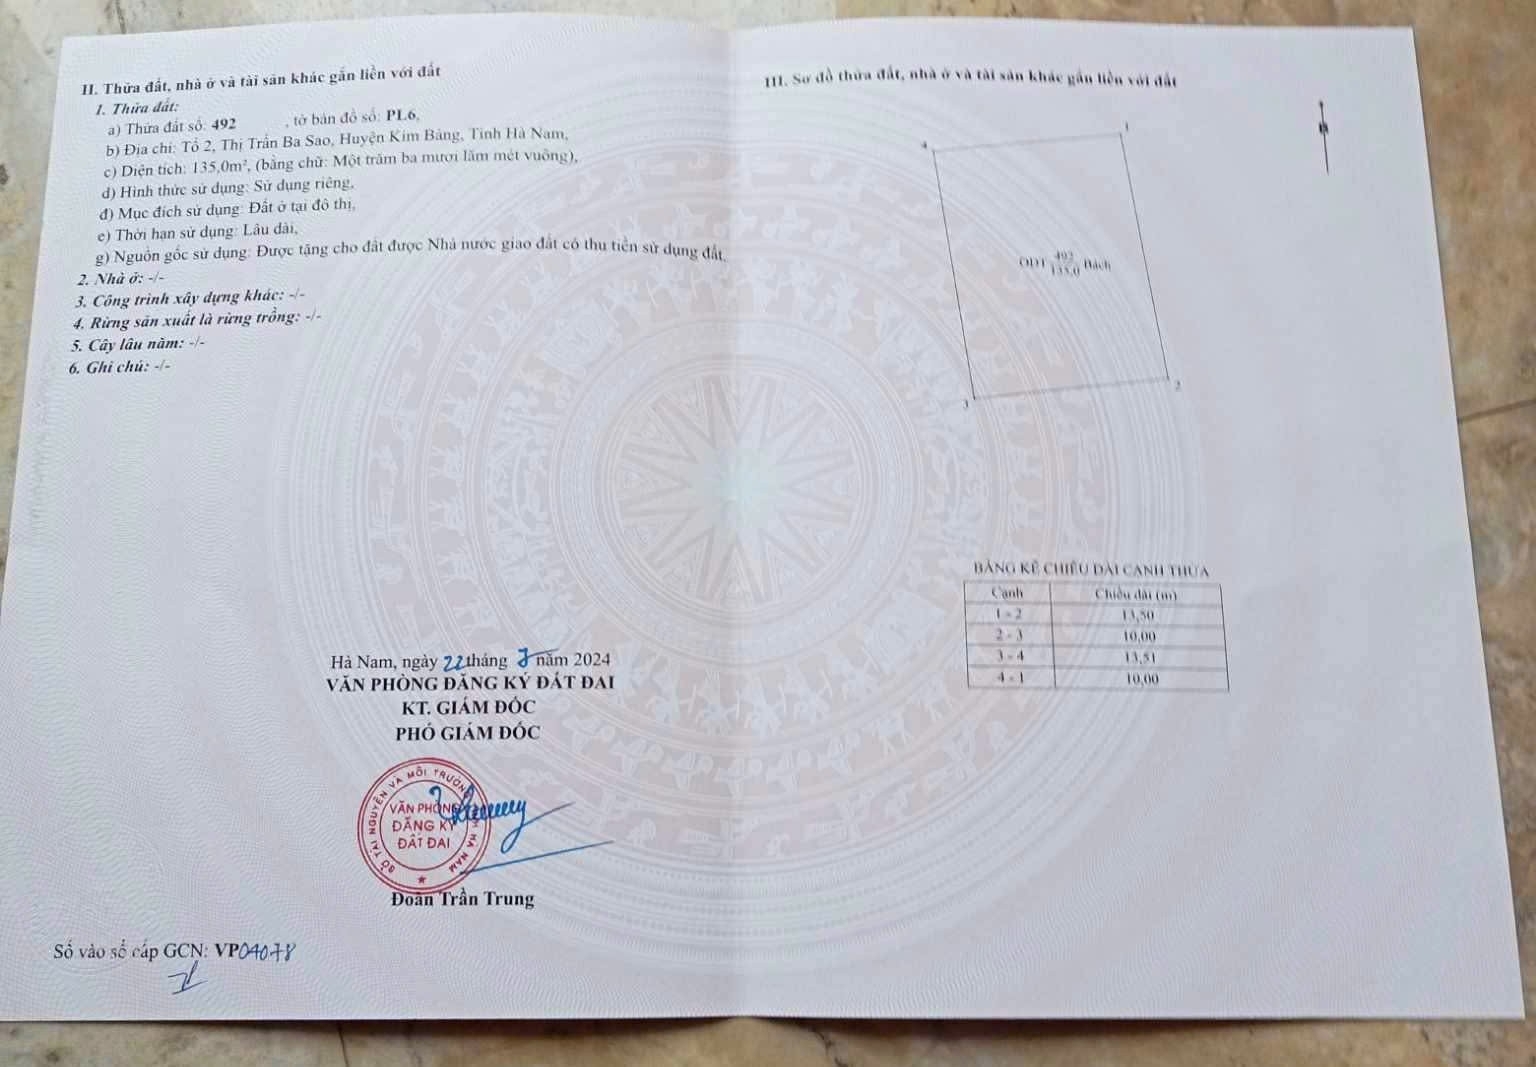 II. Thửa đất, nhà ở và tài sản khác gắn liền với đất
1. Thửa đất:
a) Thửa đất số: 492 , tờ bản đồ số: PL6,
b) Địa chỉ: Tổ 2, Thị Trấn Ba Sao, Huyện Kim Bảng, Tỉnh Hà Nam,
c) Diện tích: 135,0m², (bằng chữ: Một trăm ba mươi lăm mét vuông),
d) Hình thức sử dụng: Sử dụng riêng,
đ) Mục đích sử dụng: Đất ở tại đô thị,
e) Thời hạn sử dụng: Lâu dài,
g) Nguồn gốc sử dụng: Được tặng cho đất được Nhà nước giao đất có thu tiền sử dụng đất.
2. Nhà ở: -/-
3. Công trình xây dựng khác: -/-
4. Rừng sản xuất là rừng trồng: -/-
5. Cây lâu năm: -/-
6. Ghi chú: -/-
Hà Nam, ngày 22 tháng 7 năm 2024
VĂN PHÒNG ĐĂNG KÝ ĐẤT ĐAI
KT. GIÁM ĐỐC
PHÓ GIÁM ĐỐC
SỞ TÀI NGUYÊN VÀ MÔI TRƯỜNG HÀ NAM
VĂN PHÒNG
ĐĂNG KÝ
ĐẤT ĐAI
Đoàn Trần Trung
Số vào sổ cấp GCN: VP04078
III. Sơ đồ thửa đất, nhà ở và tài sản khác gắn liền với đất
4
1
ODT 492 Bách
135,0
3
2
BẢNG KÊ CHIỀU DÀI CẠNH THỬA
Cạnh Chiều dài (m)
1 - 2 13,50
2 - 3 10,00
3 - 4 13,51
4 - 1 10,00